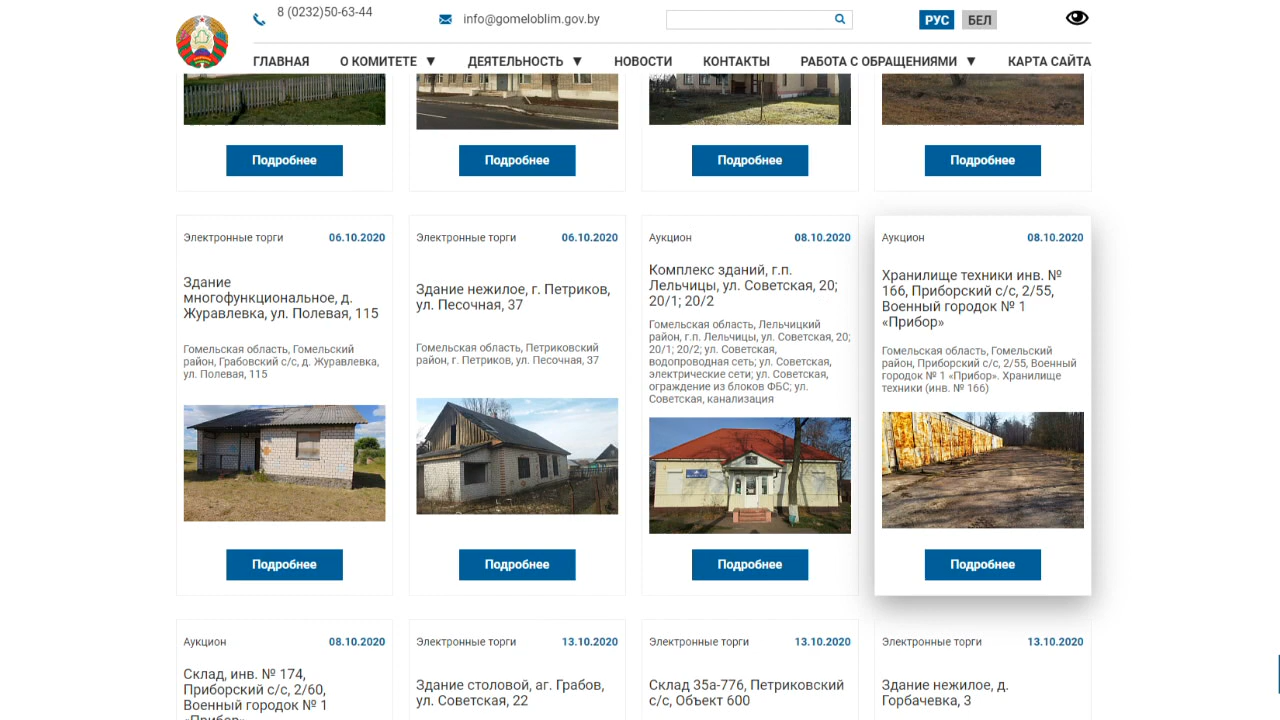 8 (0232)50-63-44
info@gomeloblim.gov.by
РУС
БЕЛ
ГЛАВНАЯ
О КОМИТЕТЕ ▼
ДЕЯТЕЛЬНОСТЬ ▼
НОВОСТИ
КОНТАКТЫ
РАБОТА С ОБРАЩЕНИЯМИ ▼
КАРТА САЙТА
Подробнее
Подробнее
Подробнее
Подробнее
Электронные торги
06.10.2020
Здание
многофункциональное, д.
Журавлевка, ул. Полевая, 115
Гомельская область, Гомельский
район, Грабовский с/с, д. Журавлевка,
ул. Полевая, 115
Подробнее
Электронные торги
06.10.2020
Здание нежилое, г. Петриков,
ул. Песочная, 37
Гомельская область, Петриковский
район, г. Петриков, ул. Песочная, 37
Подробнее
Аукцион
08.10.2020
Комплекс зданий, г.п.
Лельчицы, ул. Советская, 20;
20/1; 20/2
Гомельская область, Лельчицкий
район, г.п. Лельчицы, ул. Советская, 20;
20/1; 20/2; ул. Советская,
водопроводная сеть; ул. Советская,
электрические сети; ул. Советская,
ограждение из блоков ФБС; ул.
Советская, канализация
Подробнее
Аукцион
08.10.2020
Хранилище техники инв. №
166, Приборский с/с, 2/55,
Военный городок № 1
«Прибор»
Гомельская область, Гомельский
район, Приборский с/с, 2/55, Военный
городок № 1 «Прибор». Хранилище
техники (инв. № 166)
Подробнее
Аукцион
08.10.2020
Склад, инв. № 174,
Приборский с/с, 2/60,
Военный городок № 1
«Прибор»
Электронные торги
13.10.2020
Здание столовой, аг. Грабов,
ул. Советская, 22
Электронные торги
13.10.2020
Склад 35а-776, Петриковский
с/с, Объект 600
Электронные торги
13.10.2020
Здание нежилое, д.
Горбачевка, 3